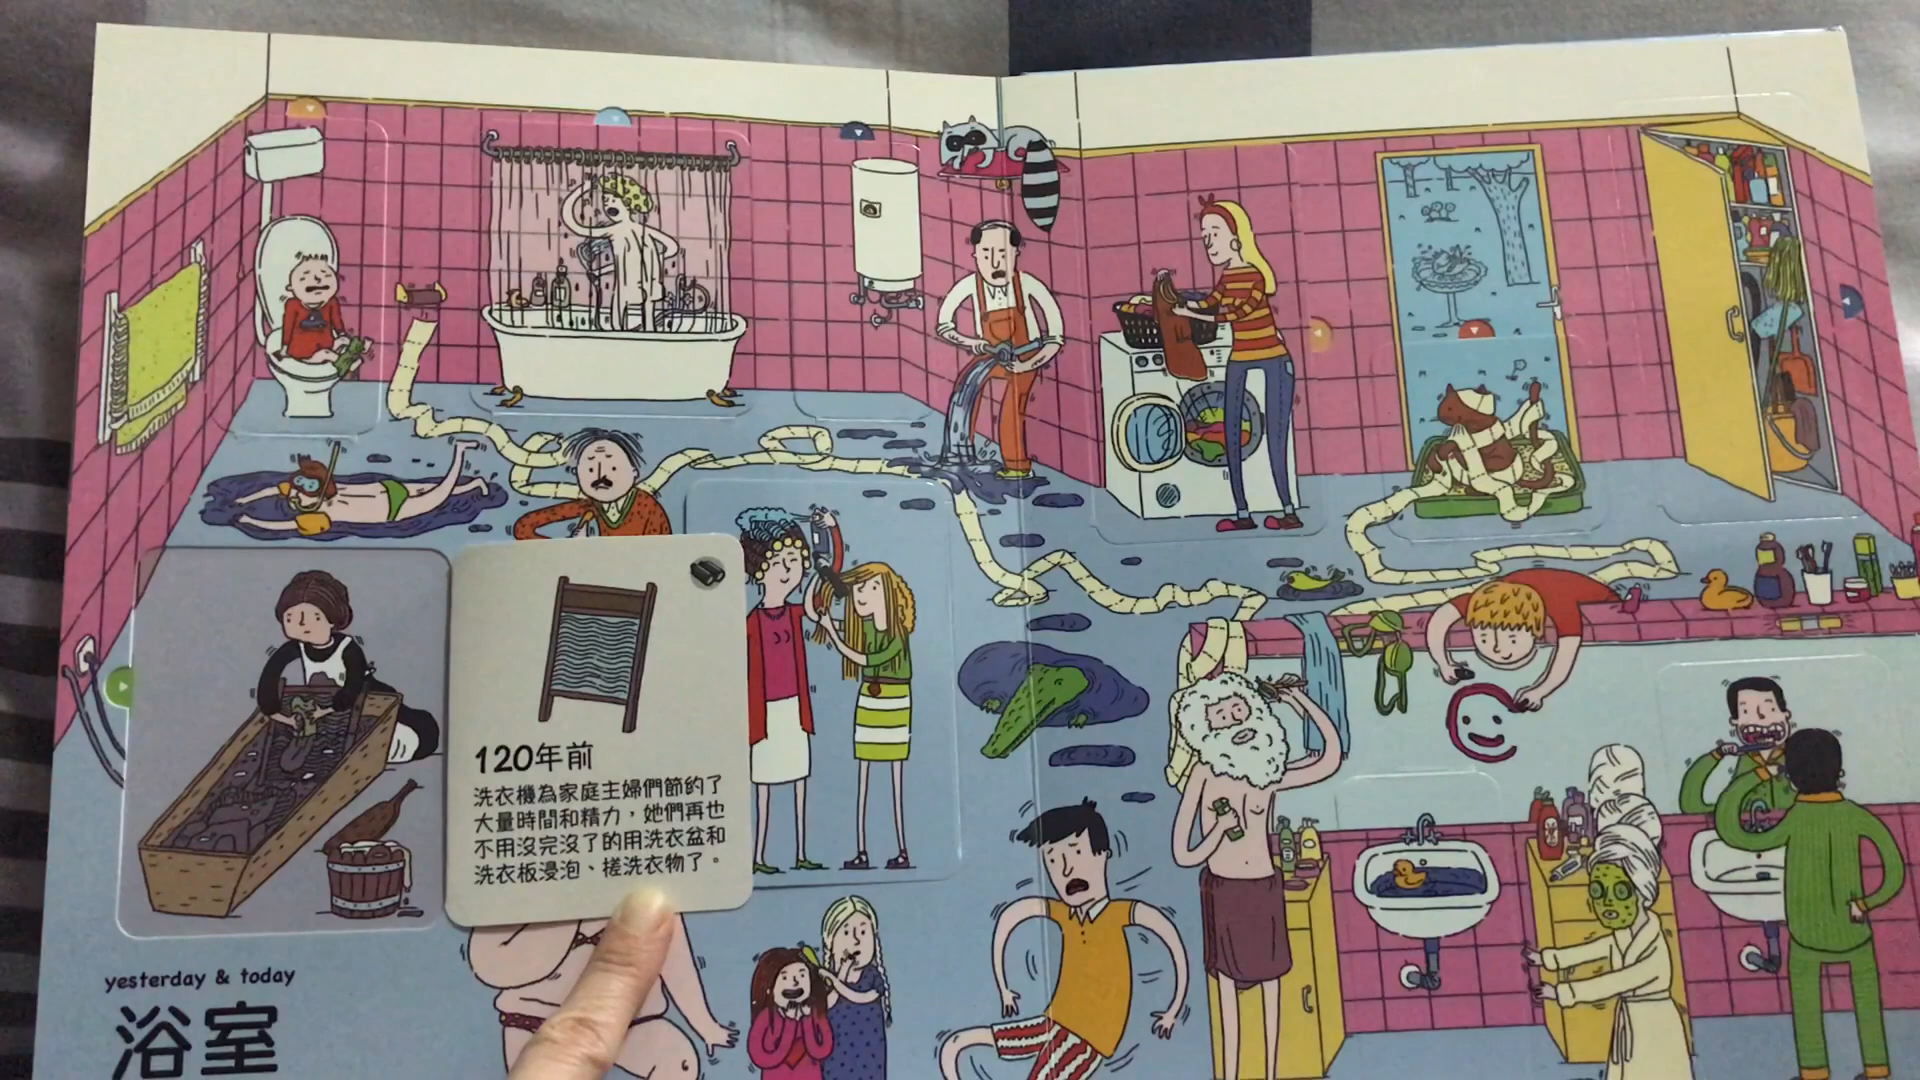 120年前
洗衣機為家庭主婦們節約了
大量時間和精力,她們再也
不用沒完沒了的用洗衣盆和
洗衣板浸泡、搓洗衣物了。
yesterday & today
浴室